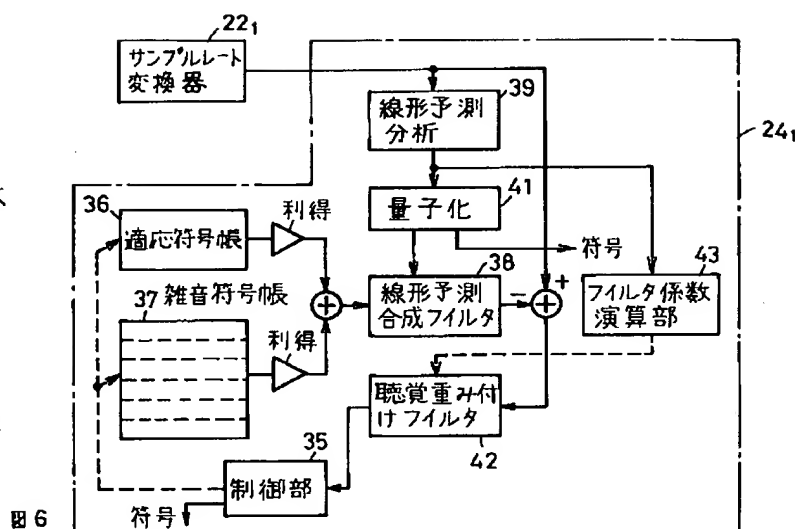 22₁
サンプルレート
変換器
39
線形予測
分析
24₁
41
量子化
符号
36
適応符号帳
利得
37 雑音符号帳
利得
38
線形予測
合成フィルタ
−
+
43
フィルタ係数
演算部
聴覚重み付
けフィルタ
42
35
制御部
符号
図6